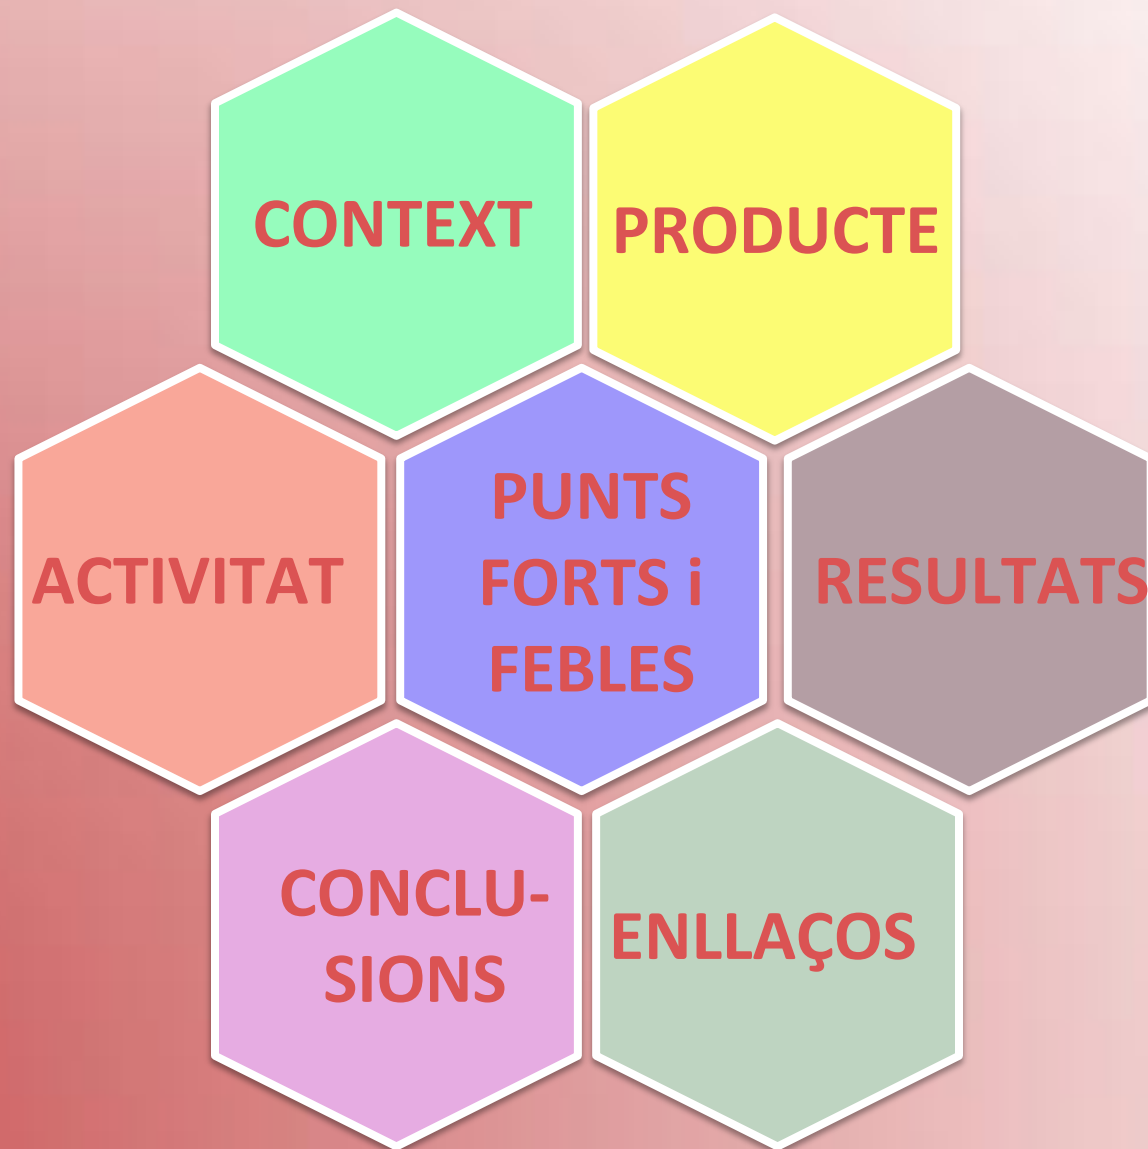 CONTEXT
PRODUCTE
ACTIVITAT
PUNTS
FORTS i
FEBLES
RESULTATS
CONCLU-
SIONS
ENLLAÇOS